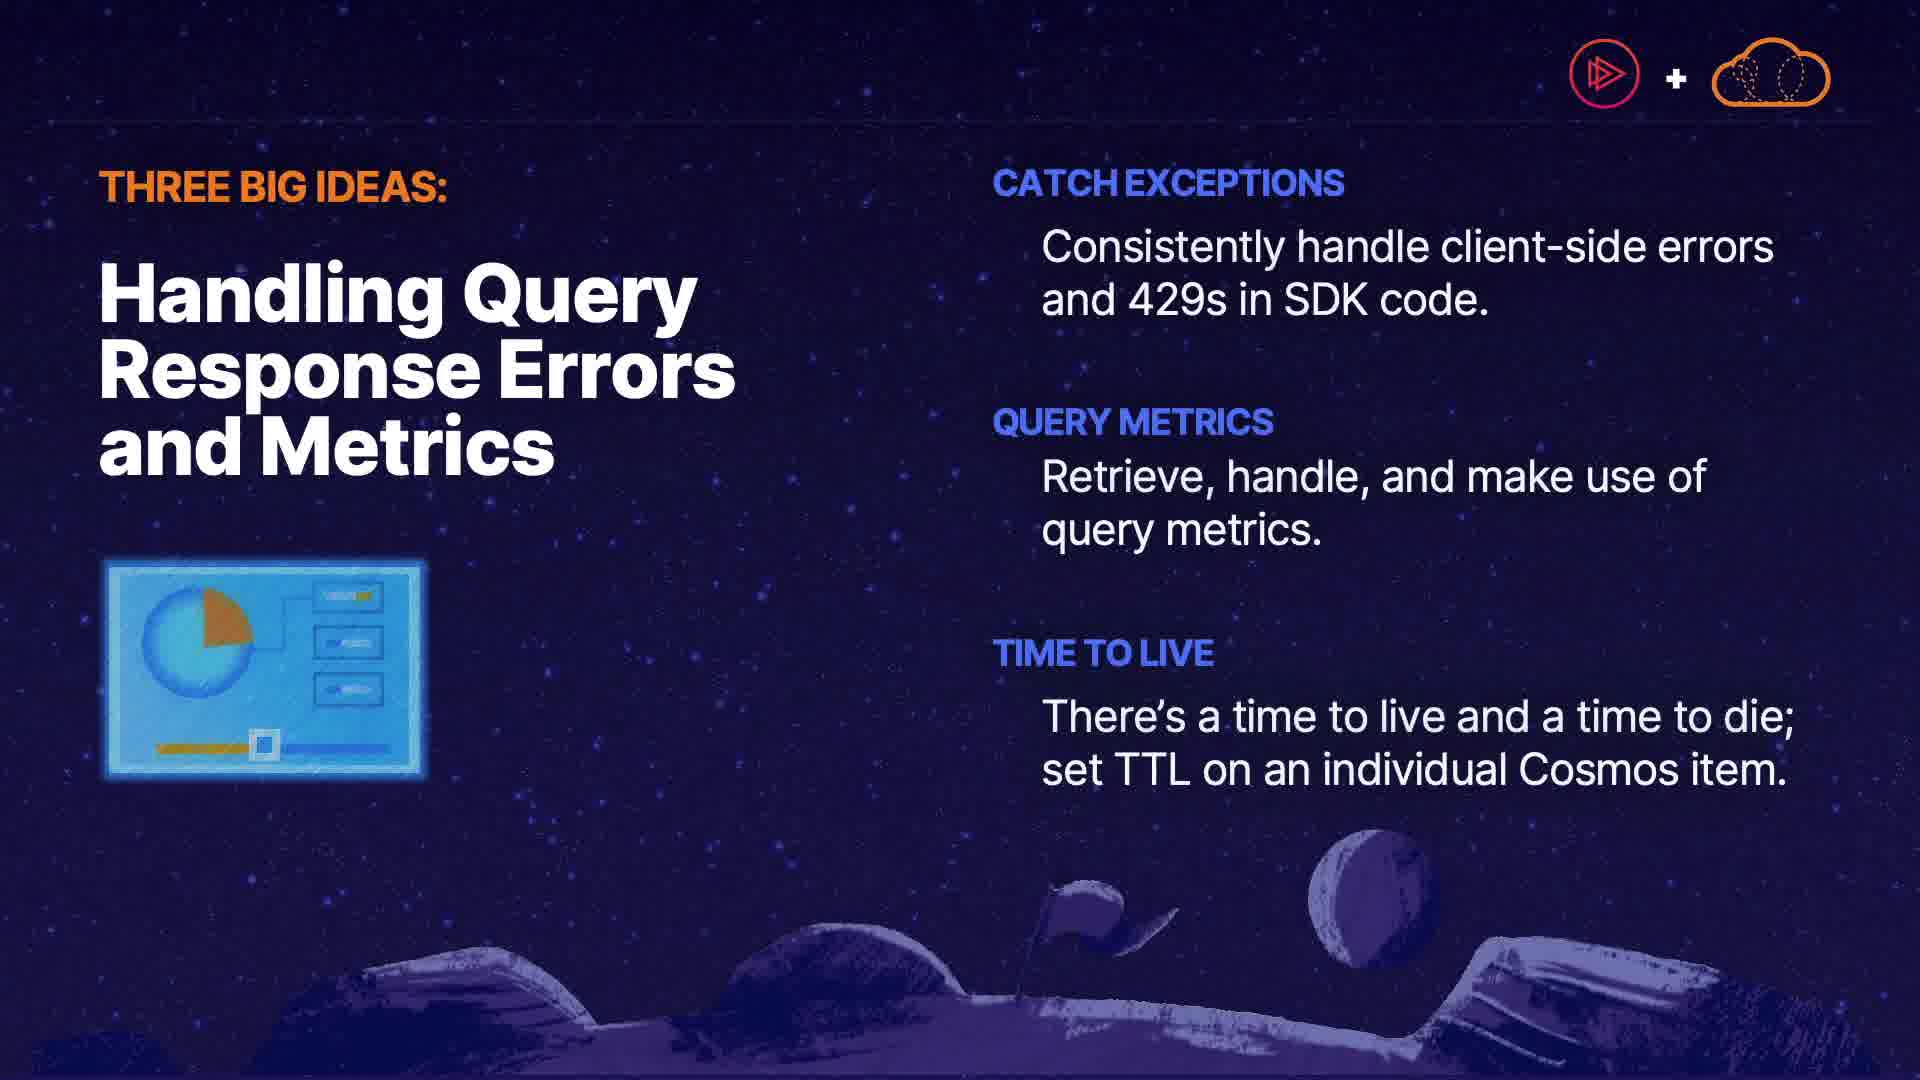 THREE BIG IDEAS:
Handling Query
Response Errors
and Metrics
CATCH EXCEPTIONS
Consistently handle client-side errors
and 429s in SDK code.
QUERY METRICS
Retrieve, handle, and make use of
query metrics.
TIME TO LIVE
There’s a time to live and a time to die;
set TTL on an individual Cosmos item.